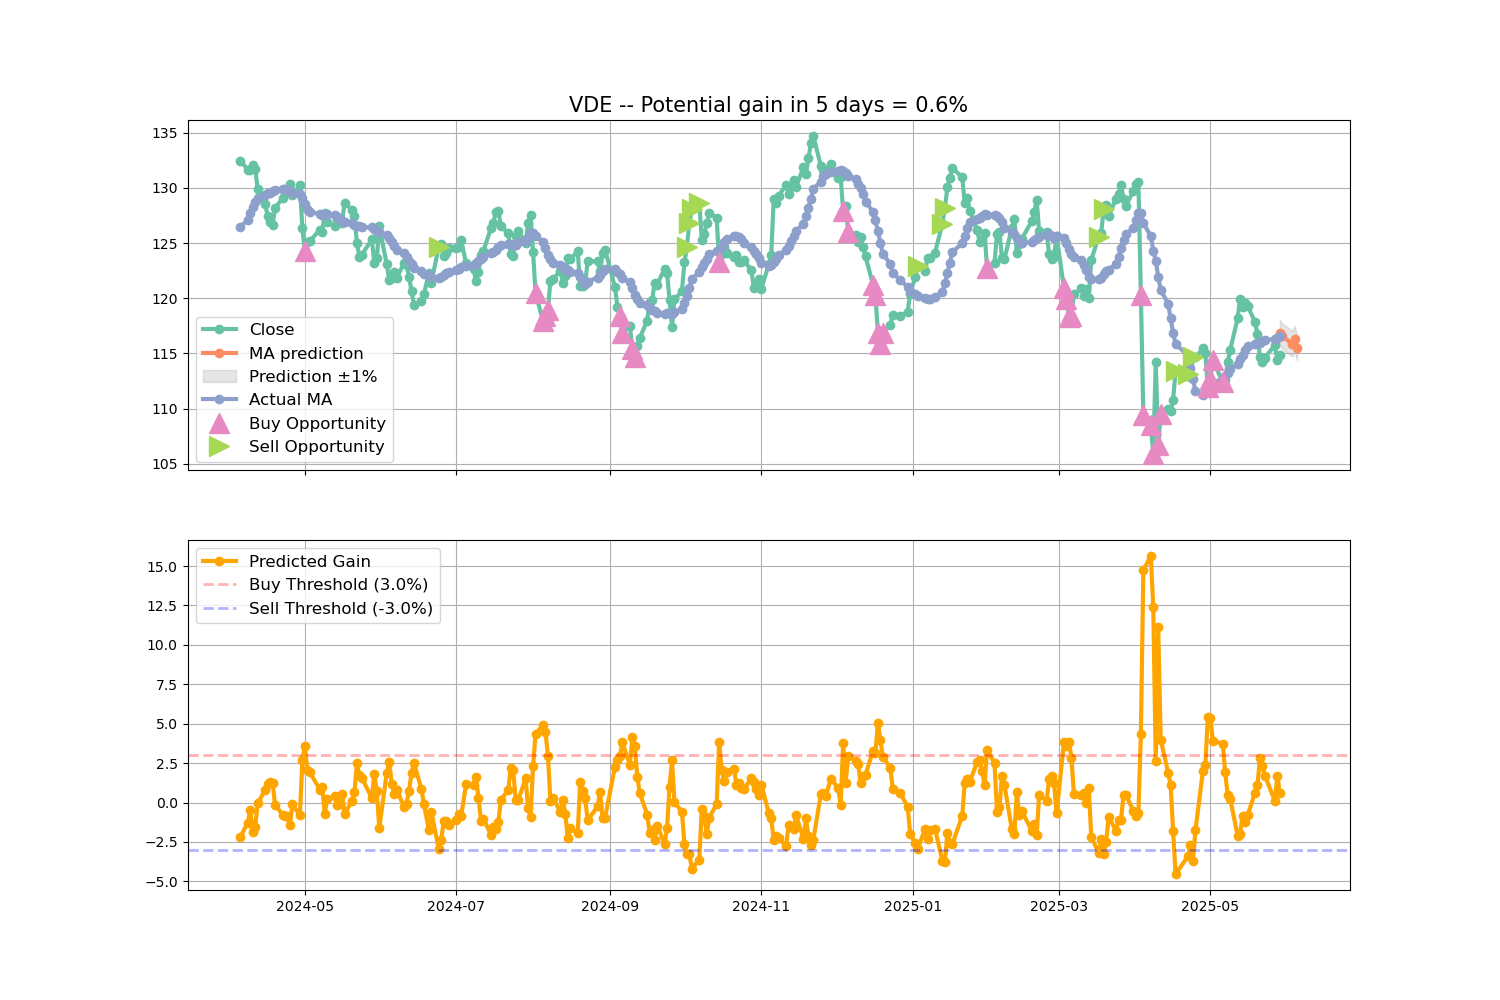 VDE -- Potential gain in 5 days = 0.6%
135
130
125
120
115
110
105
Close
MA prediction
Prediction ±1%
Actual MA
Buy Opportunity
Sell Opportunity
15.0
12.5
10.0
7.5
5.0
2.5
0.0
−2.5
−5.0
Predicted Gain
Buy Threshold (3.0%)
Sell Threshold (-3.0%)
2024-05
2024-07
2024-09
2024-11
2025-01
2025-03
2025-05